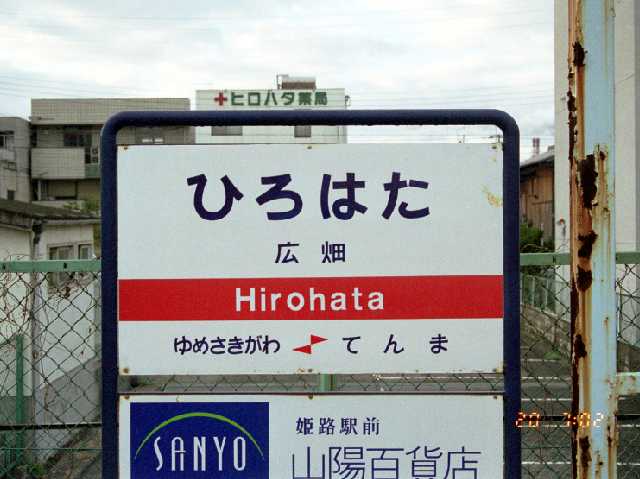 ヒロハタ薬局
ひろはた
広畑
Hirohata
ゆめさきがわ てんま
SANYO
姫路駅前
山陽百貨店